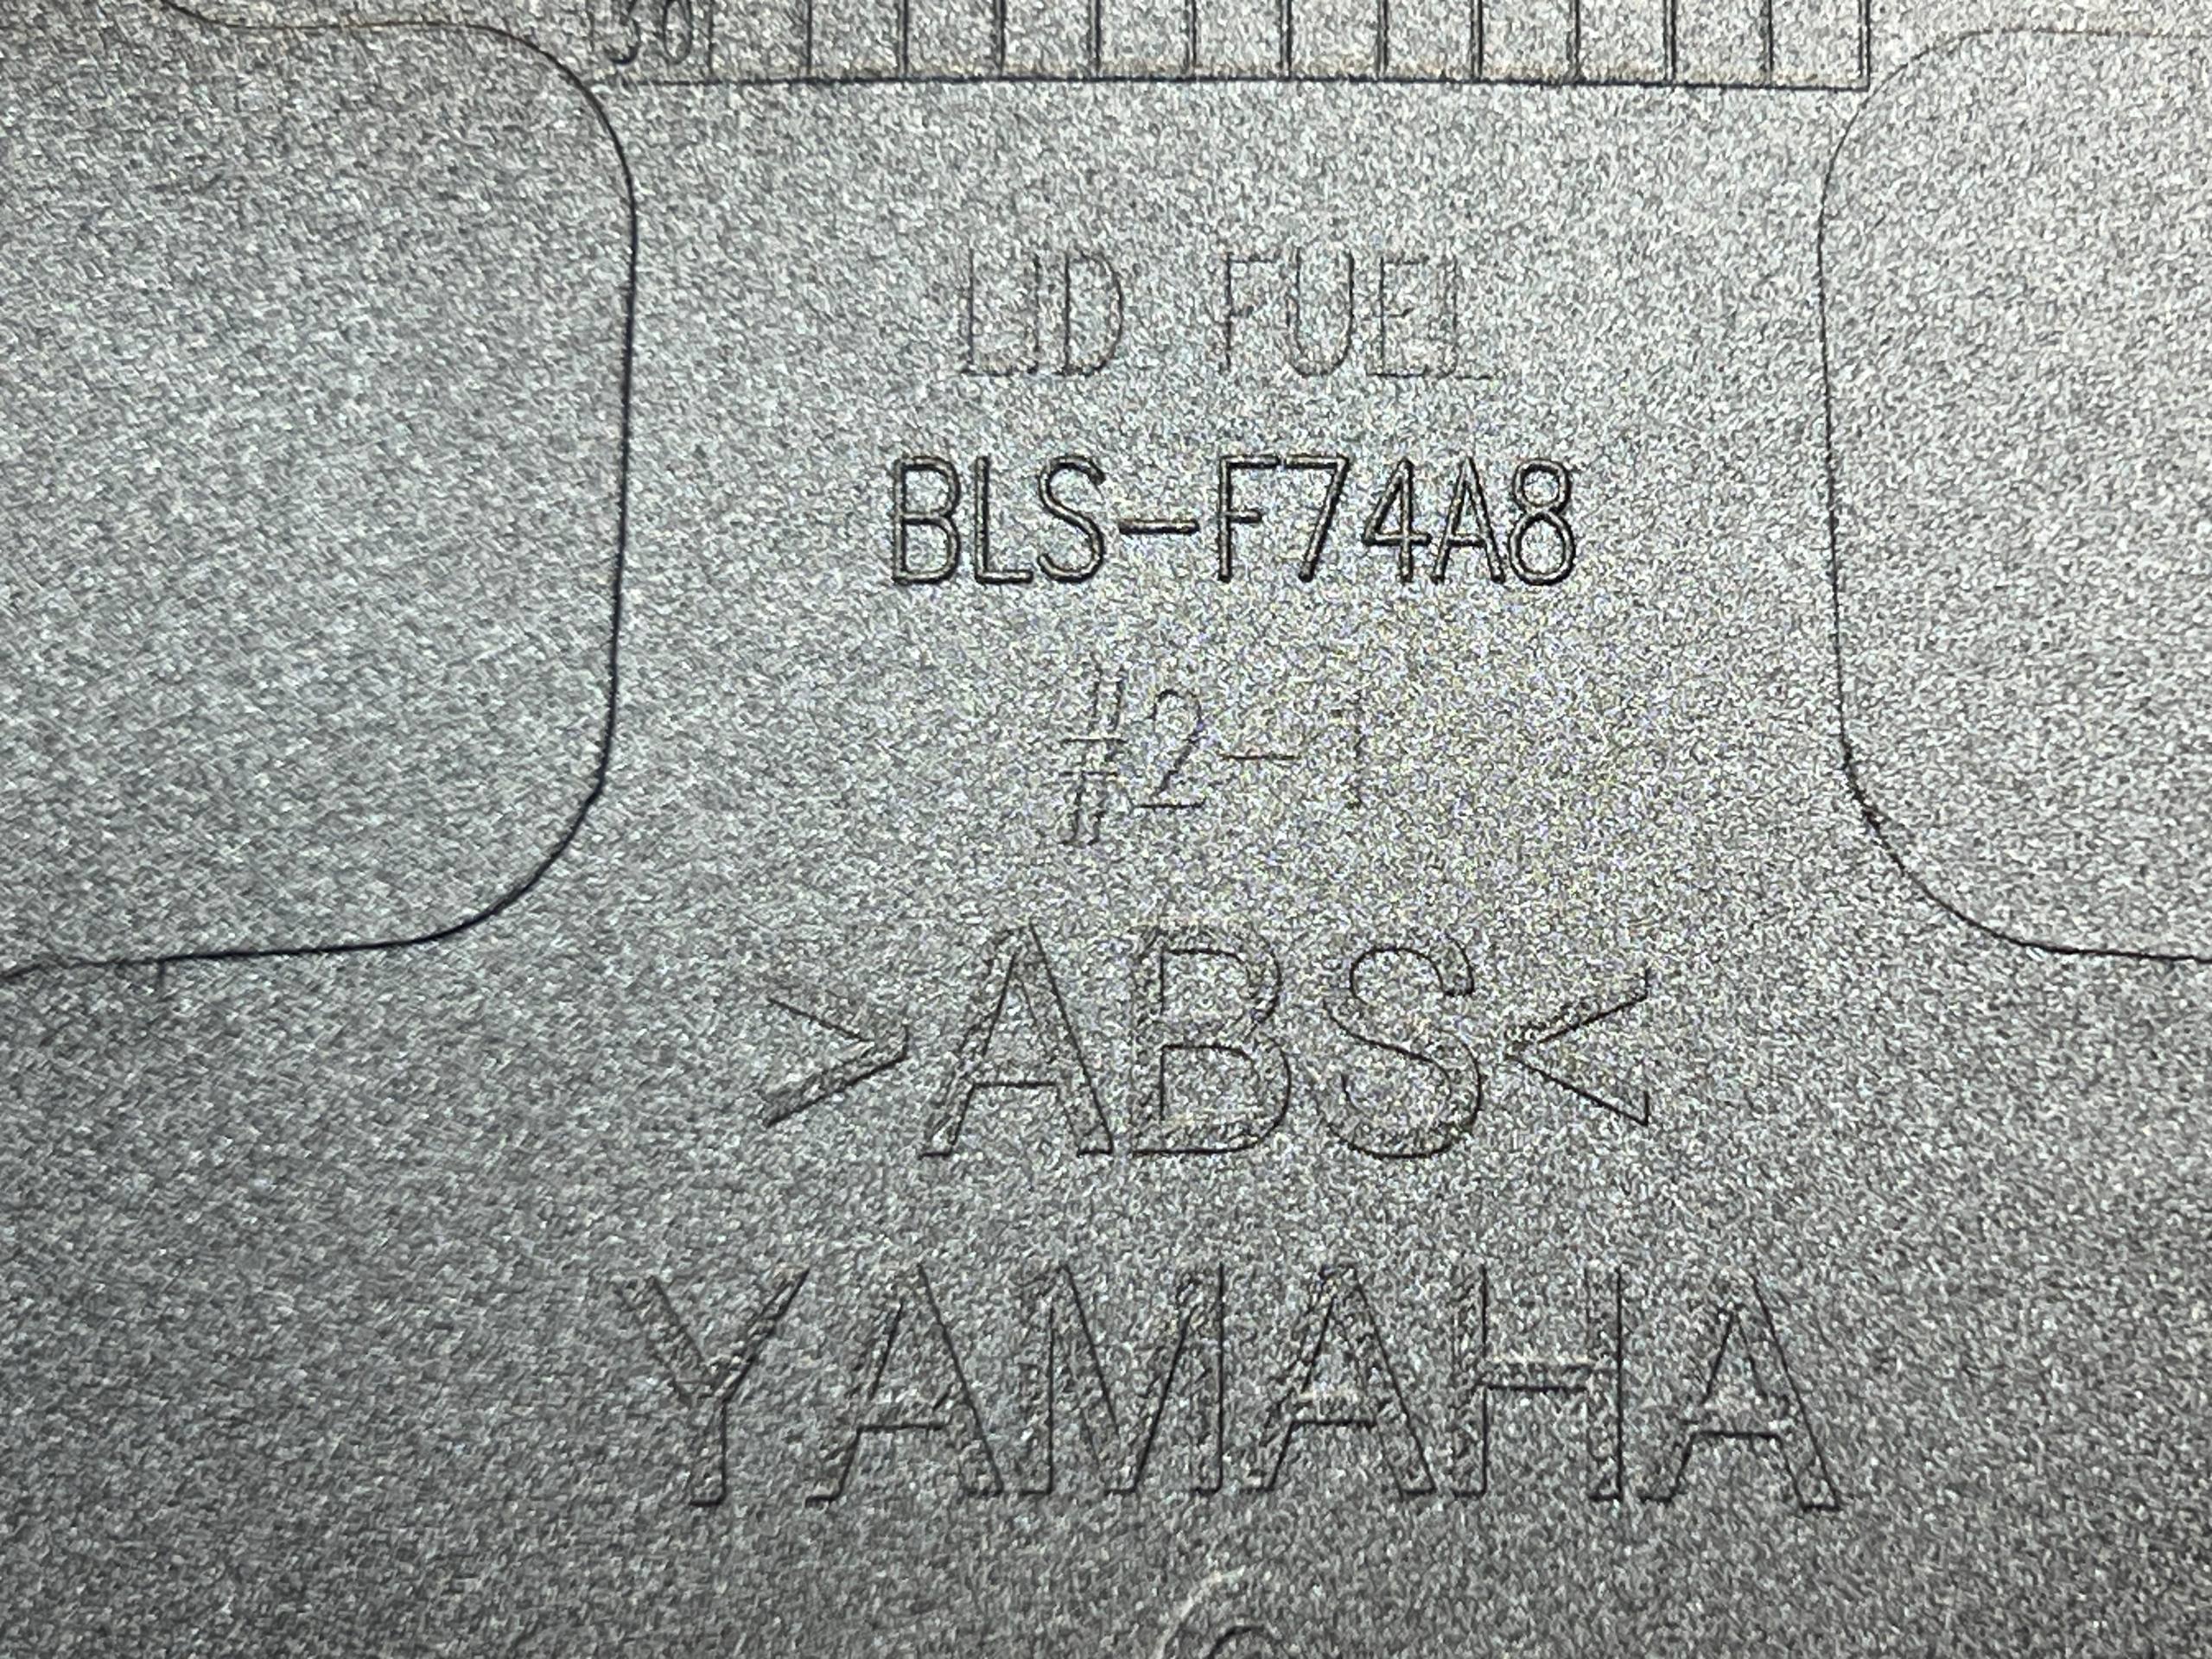 LID FUEL
BLS-F74A8
#2-1
>ABS<
YAMAHA